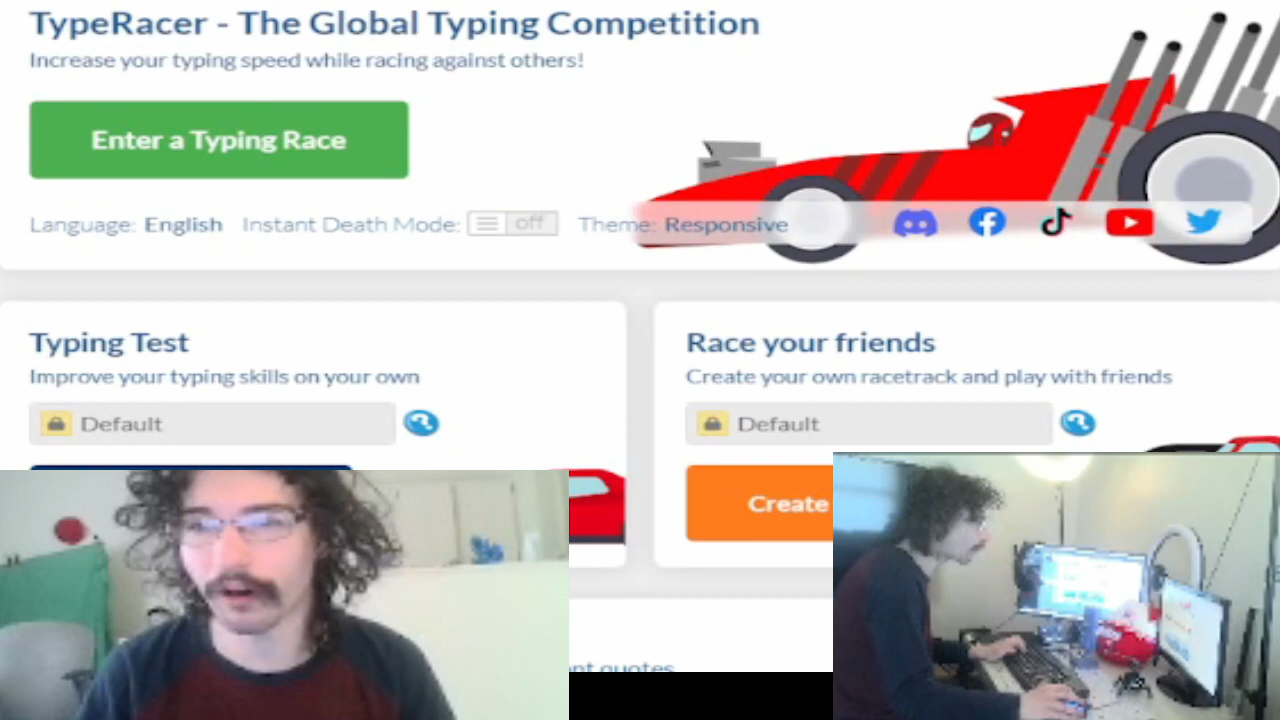 TypeRacer - The Global Typing Competition
Increase your typing speed while racing against others!
Enter a Typing Race
Language: English Instant Death Mode: off Theme: Responsive
Typing Test
Improve your typing skills on your own
Default
Race your friends
Create your own racetrack and play with friends
Default
Create
quotes